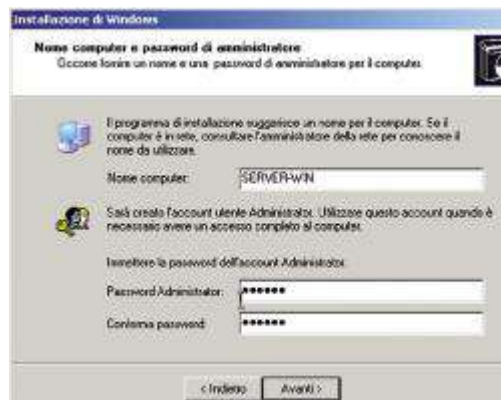 Installazione di Windows
Nome computer e password di amministratore
Occorre fornire un nome e una password di amministratore per il computer.
Il programma di installazione suggerisce un nome per il computer. Se il
computer è in rete, consultare l'amministratore della rete per conoscere il
nome da utilizzare.
Nome computer: SERVER-WIN
Sarà creato l'account utente Administrator. Utilizzare questo account quando è
necessario avere un accesso completo al computer.
Immettere la password dell'account Administrator.
Password Administrator: ••••••
Conferma password: ••••••
< Indietro Avanti >